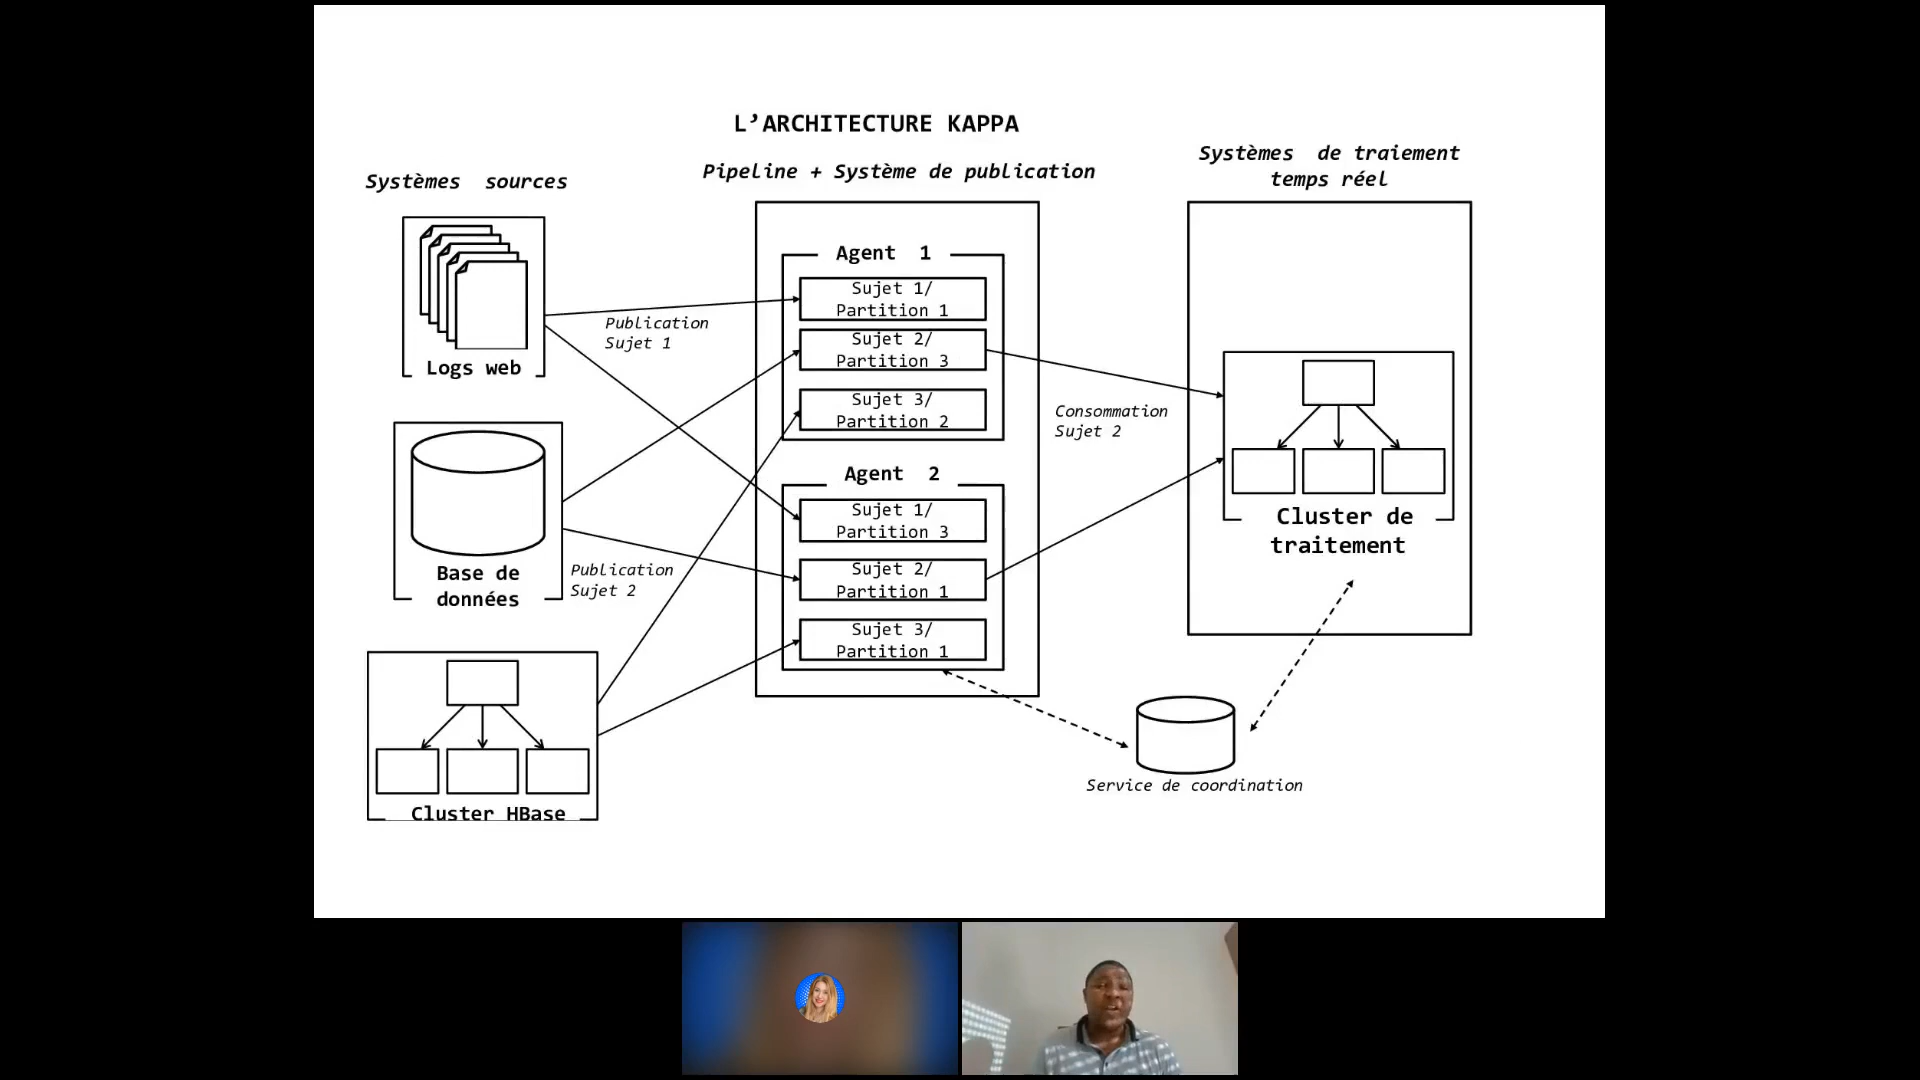 L’ARCHITECTURE KAPPA
Systèmes sources
Pipeline + Système de publication
Systèmes de traiement
temps réel
Logs web
Base de
données
Cluster HBase
Publication
Sujet 1
Publication
Sujet 2
Agent 1
Sujet 1/
Partition 1
Sujet 2/
Partition 3
Sujet 3/
Partition 2
Agent 2
Sujet 1/
Partition 3
Sujet 2/
Partition 1
Sujet 3/
Partition 1
Consommation
Sujet 2
Cluster de
traitement
Service de coordination